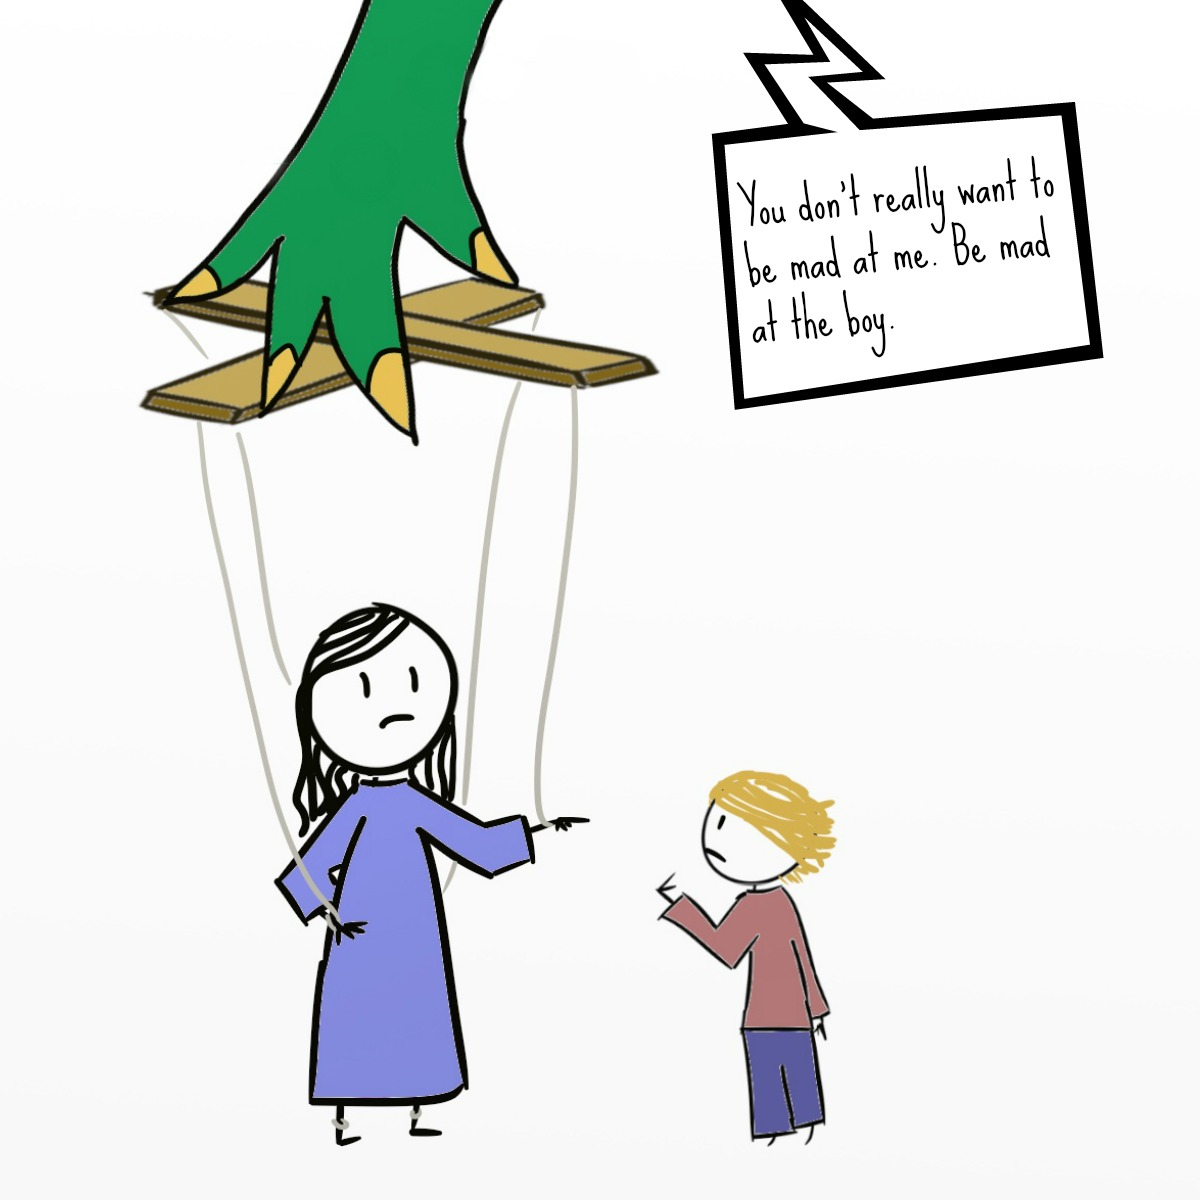 You don't really want to
be mad at me. Be mad
at the boy.